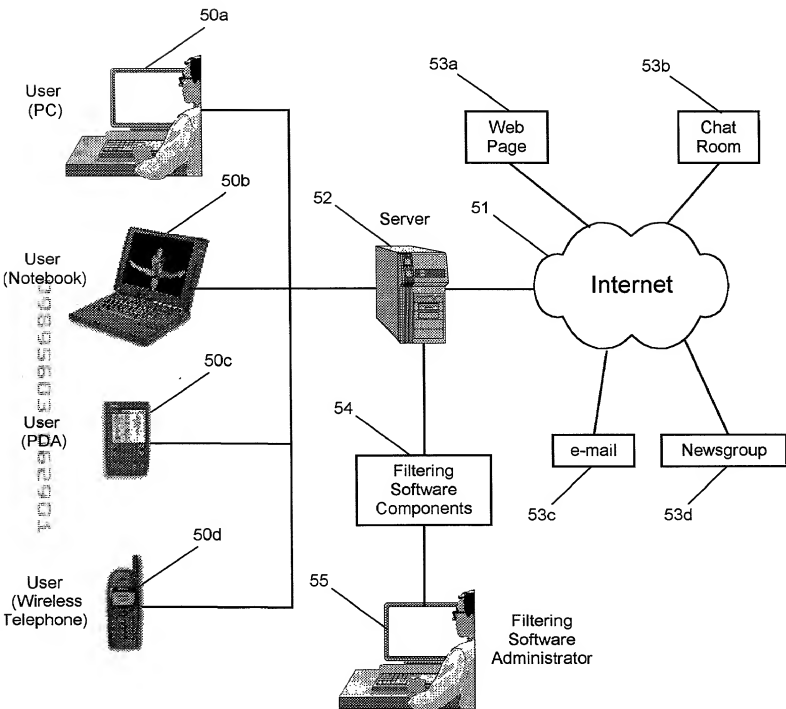 50a
User
(PC)
53a
53b
Web
Page
Chat
Room
50b
52
Server
51
User
(Notebook)
Internet
50c
User
(PDA)
54
e-mail
Newsgroup
Filtering
Software
Components
53c
53d
50d
User
(Wireless
Telephone)
55
Filtering
Software
Administrator